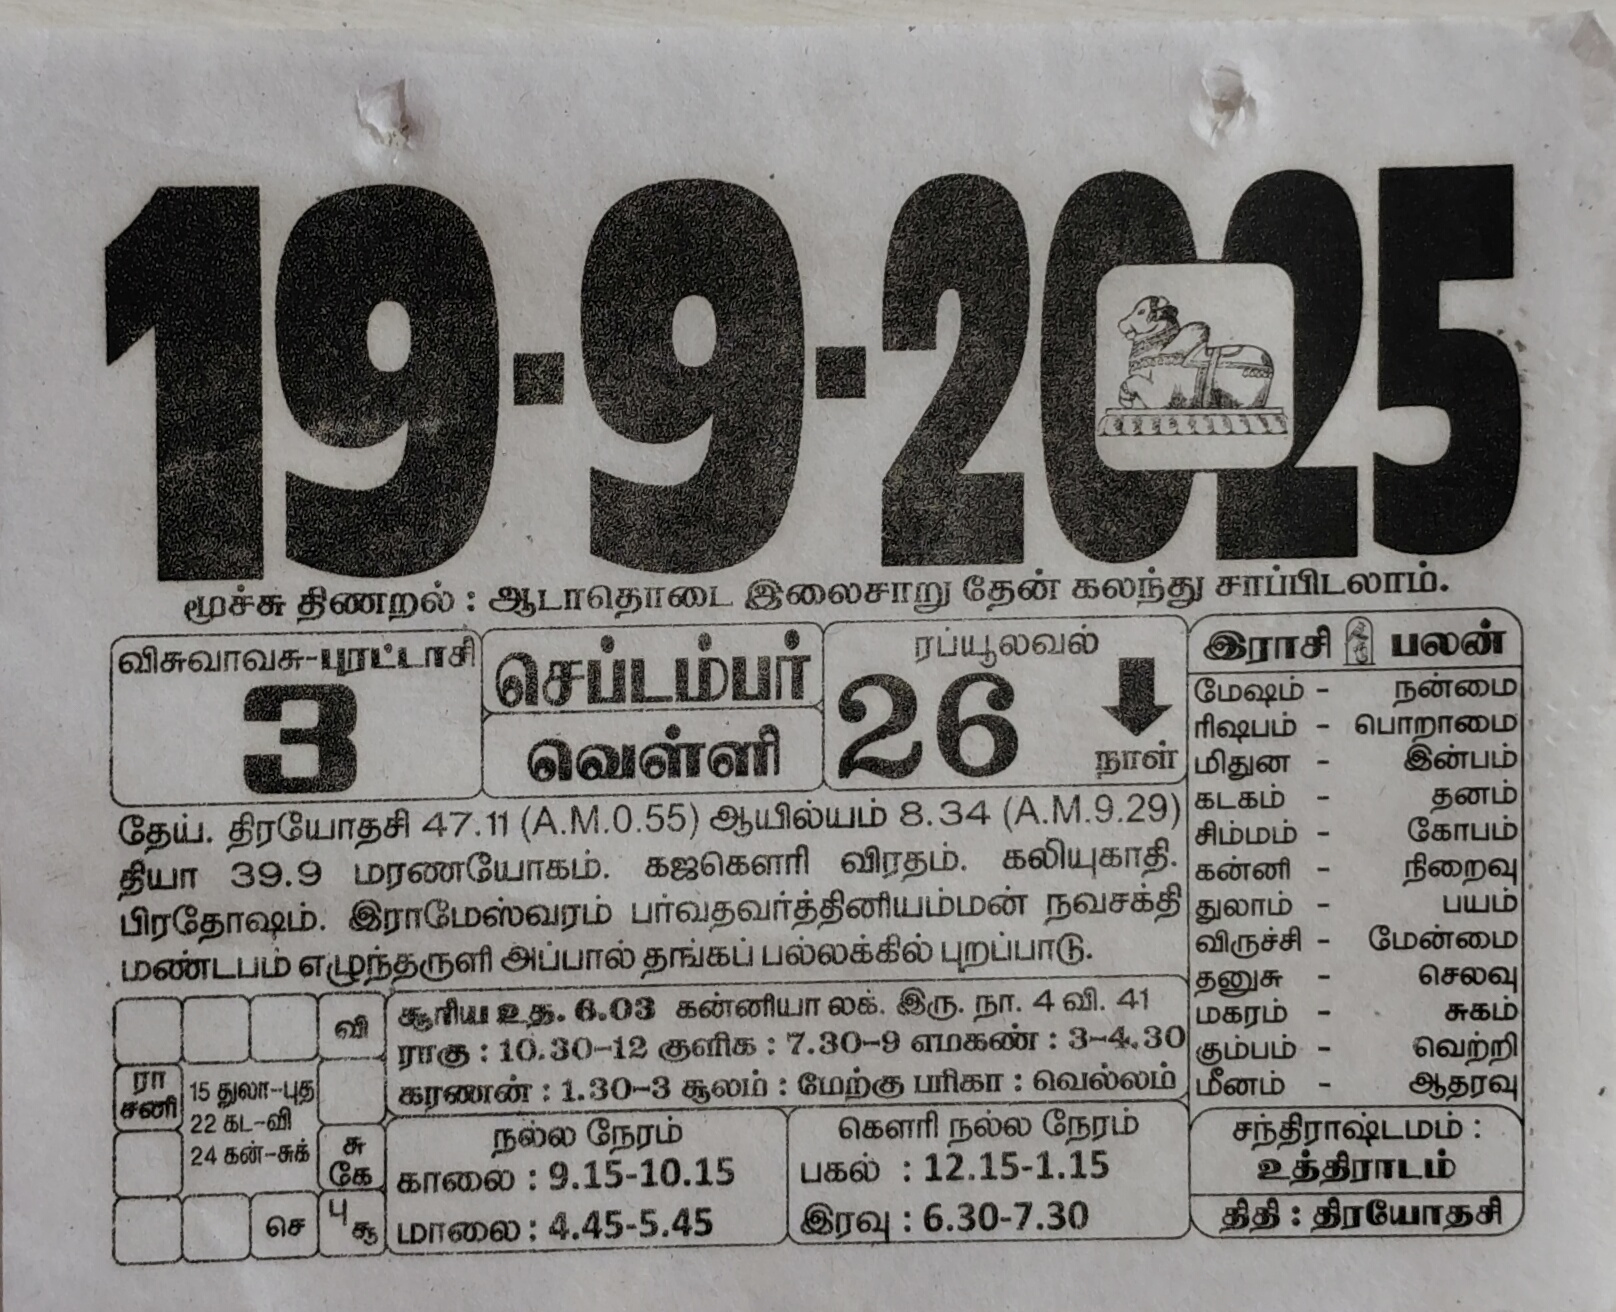 19-9-2025
மூச்சு திணறல் : ஆடாதொடை இலைசாறு தேன் கலந்து சாப்பிடலாம்.
விசுவாவசு-புரட்டாசி
3
செப்டம்பர்
வெள்ளி
ரப்யூலவல்
26
நாள்
தேய். திரயோதசி 47.11 (A.M.0.55) ஆயில்யம் 8.34 (A.M.9.29)
தியா 39.9 மரணயோகம். கஜகௌரி விரதம். கலியுகாதி.
பிரதோஷம். இராமேஸ்வரம் பர்வதவர்த்தினியம்மன் நவசக்தி
மண்டபம் எழுந்தருளி அப்பால் தங்கப் பல்லக்கில் புறப்பாடு.
இராசி பலன்
மேஷம் - நன்மை
ரிஷபம் - பொறாமை
மிதுன - இன்பம்
கடகம் - தனம்
சிம்மம் - கோபம்
கன்னி - நிறைவு
துலாம் - பயம்
விருச்சி - மேன்மை
தனுசு - செலவு
மகரம் - சுகம்
கும்பம் - வெற்றி
மீனம் - ஆதரவு
வி
ரா
சனி
15 துலா-புத
22 கட-வி
24 கன்-சுக்
சு
கே
செ
பு
சூ
சூரிய உத. 6.03 கன்னியா லக். இரு. நா. 4 வி. 41
ராகு : 10.30-12 குளிக : 7.30-9 எமகண் : 3-4.30
கரணன் : 1.30-3 சூலம் : மேற்கு பரிகா : வெல்லம்
நல்ல நேரம்
காலை : 9.15-10.15
மாலை : 4.45-5.45
கௌரி நல்ல நேரம்
பகல் : 12.15-1.15
இரவு : 6.30-7.30
சந்திராஷ்டமம் :
உத்திராடம்
திதி : திரயோதசி